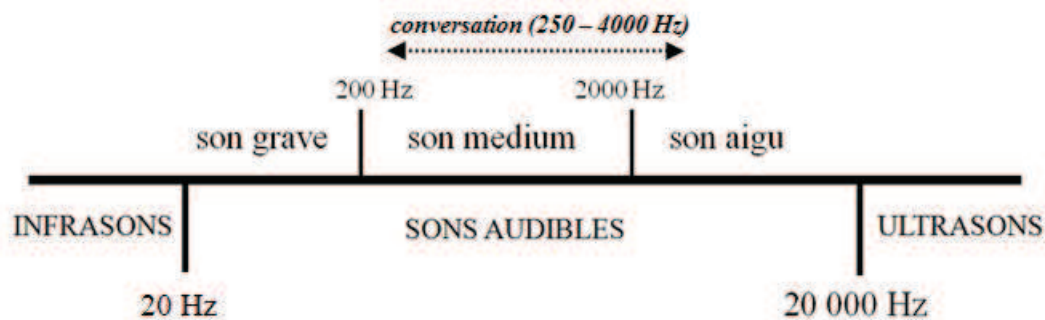 conversation (250 – 4000 Hz)
200 Hz 2000 Hz
son grave son medium son aigu
INFRASONS SONS AUDIBLES ULTRASONS
20 Hz 20 000 Hz